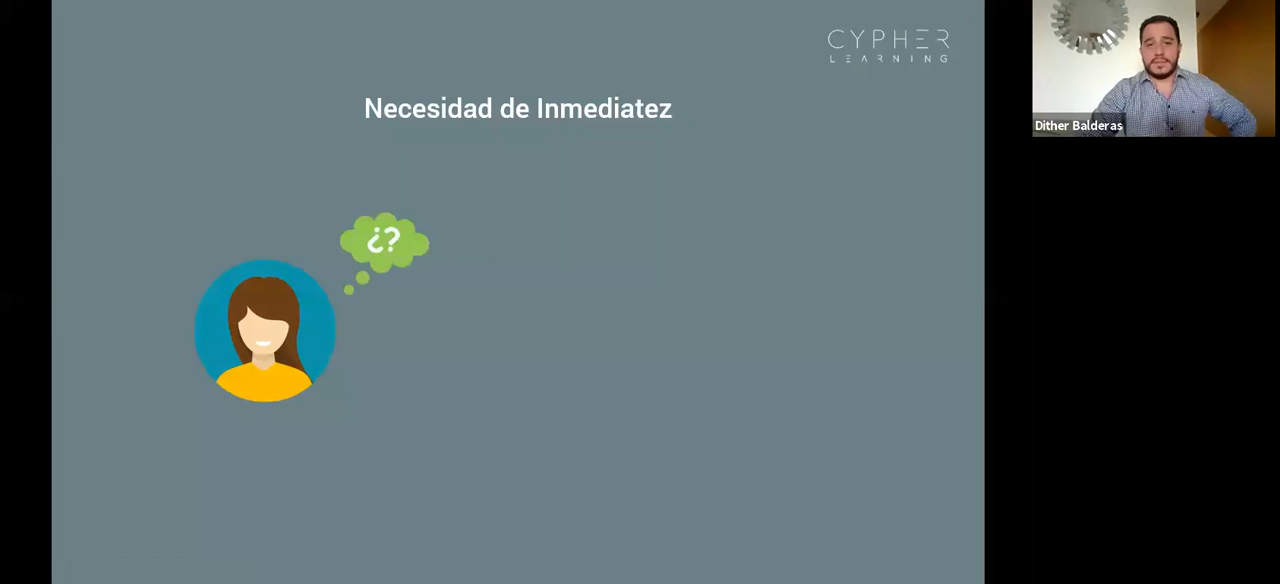 CYPHER
LEARNING
Necesidad de Inmediatez
¿?
Dither Balderas